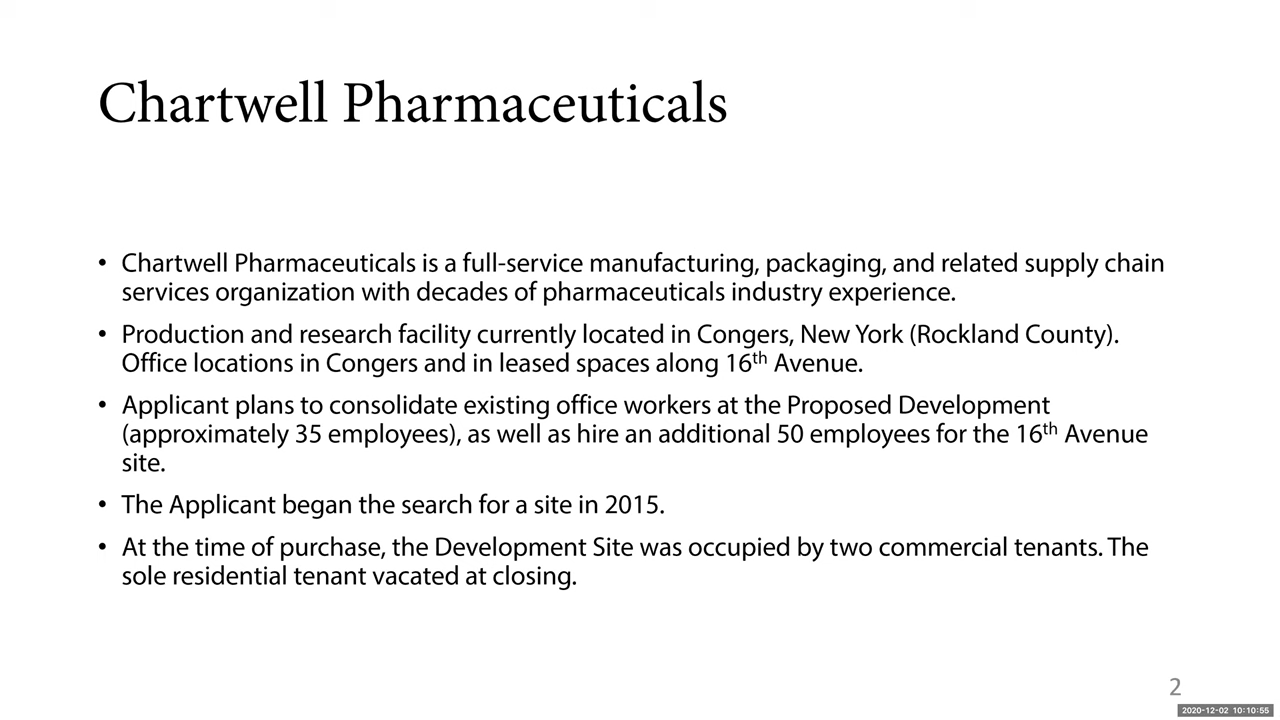 Chartwell Pharmaceuticals
• Chartwell Pharmaceuticals is a full-service manufacturing, packaging, and related supply chain
services organization with decades of pharmaceuticals industry experience.
• Production and research facility currently located in Congers, New York (Rockland County).
Office locations in Congers and in leased spaces along 16th Avenue.
• Applicant plans to consolidate existing office workers at the Proposed Development
(approximately 35 employees), as well as hire an additional 50 employees for the 16th Avenue
site.
• The Applicant began the search for a site in 2015.
• At the time of purchase, the Development Site was occupied by two commercial tenants. The
sole residential tenant vacated at closing.
2
2020-12-02 10:10:55